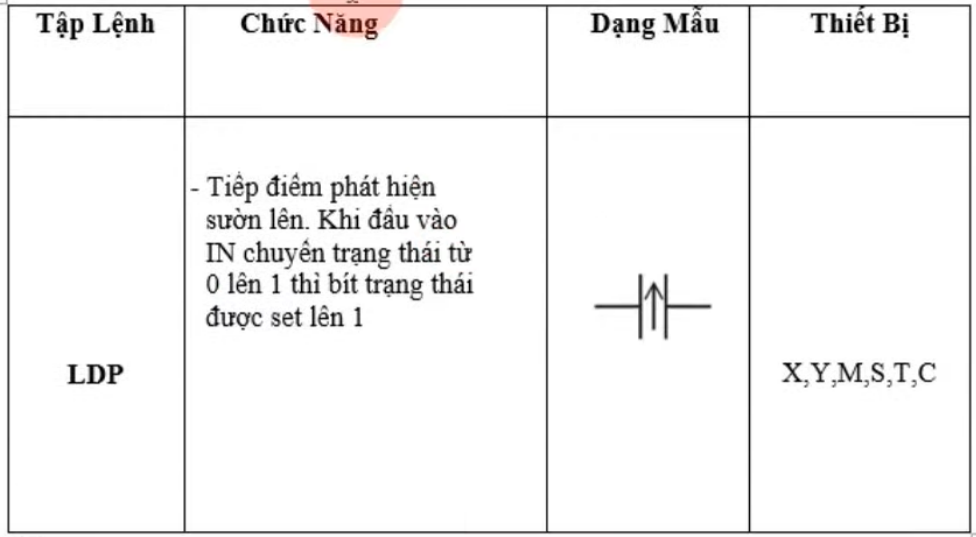 Tập Lệnh
Chức Năng
Dạng Mẫu
Thiết Bị
LDP
- Tiếp điểm phát hiện
sườn lên. Khi đầu vào
IN chuyển trạng thái từ
0 lên 1 thì bít trạng thái
được set lên 1
X,Y,M,S,T,C